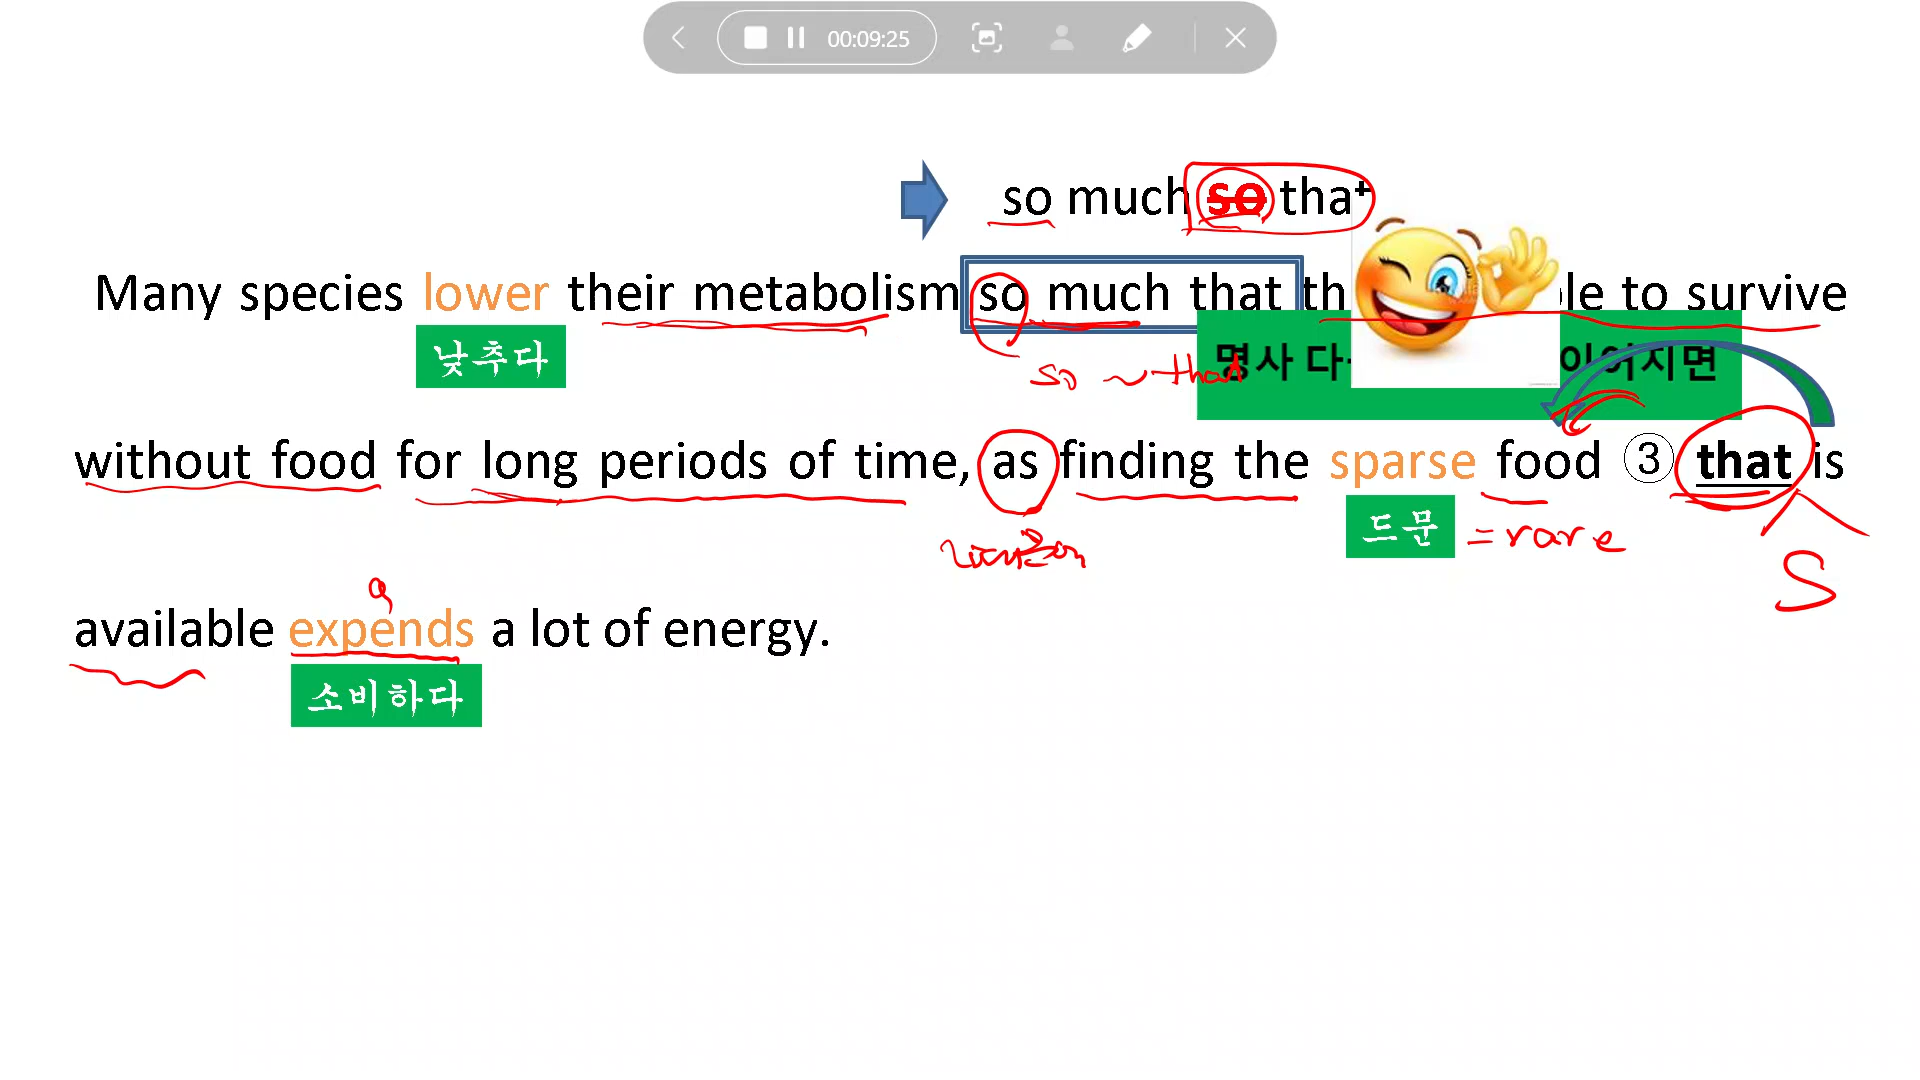 00:09:25
so much so that
Many species lower their metabolism so much that th le to survive
낮추다
명사 다 이어지면
so ~ that
without food for long periods of time, as finding the sparse food ③ that is
드문 = rare
S
available expends a lot of energy.
소비하다